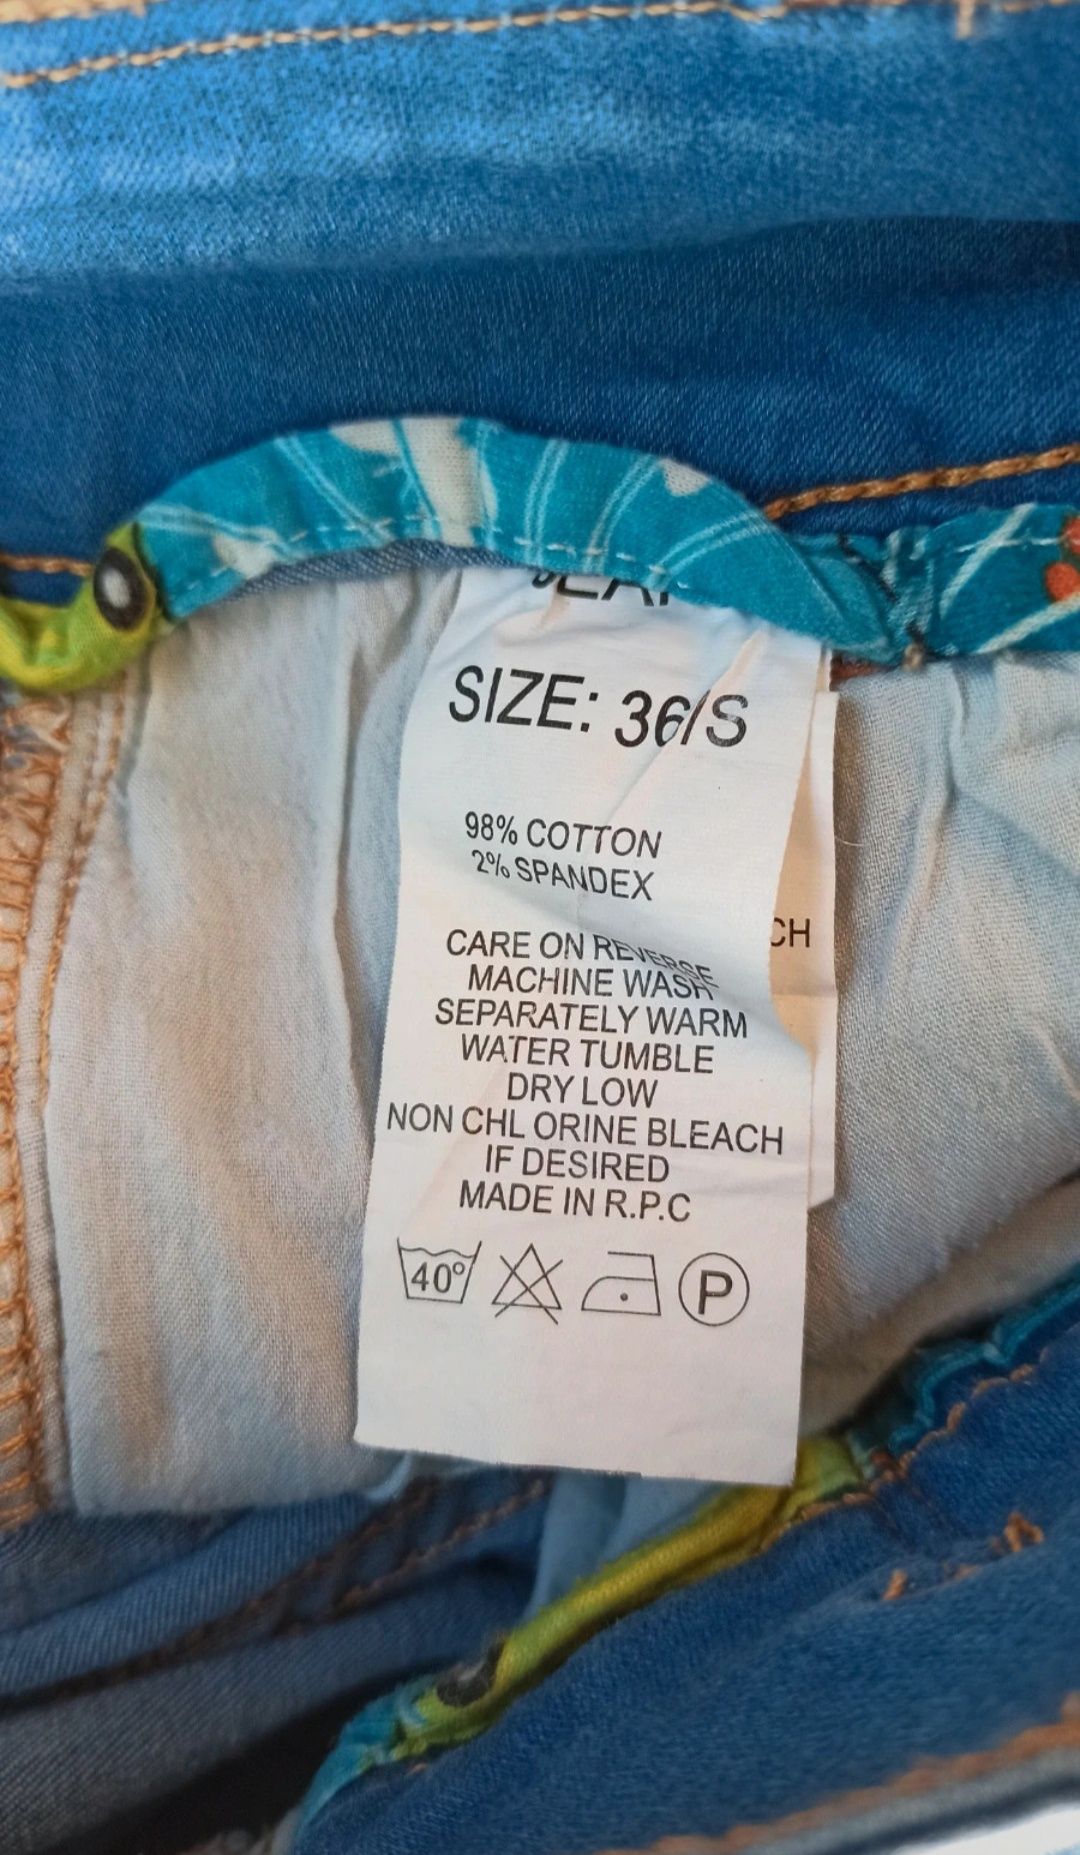 SIZE: 36/S
98% COTTON
2% SPANDEX
CARE ON REVERSE
MACHINE WASH
SEPARATELY WARM
WATER TUMBLE
DRY LOW
NON CHL ORINE BLEACH
IF DESIRED
MADE IN R.P.C
40° P
CH